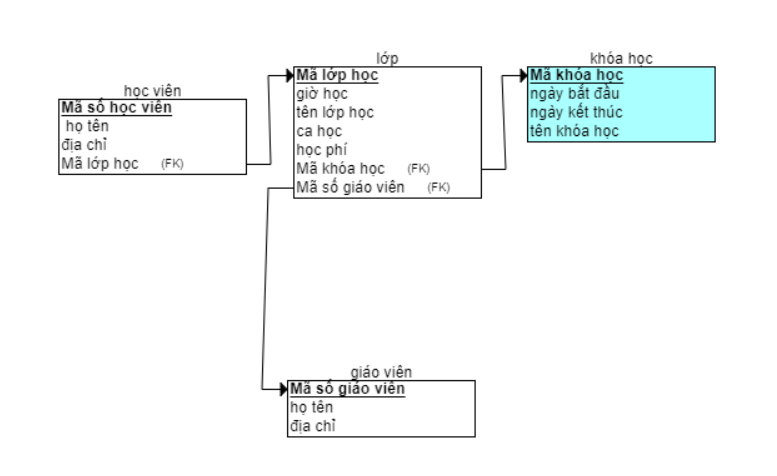 học viên
Mã số học viên
họ tên
địa chỉ
Mã lớp học (FK)
lớp
Mã lớp học
giờ học
tên lớp học
ca học
học phí
Mã khóa học (FK)
Mã số giáo viên (FK)
khóa học
Mã khóa học
ngày bắt đầu
ngày kết thúc
tên khóa học
giáo viên
Mã số giáo viên
họ tên
địa chỉ